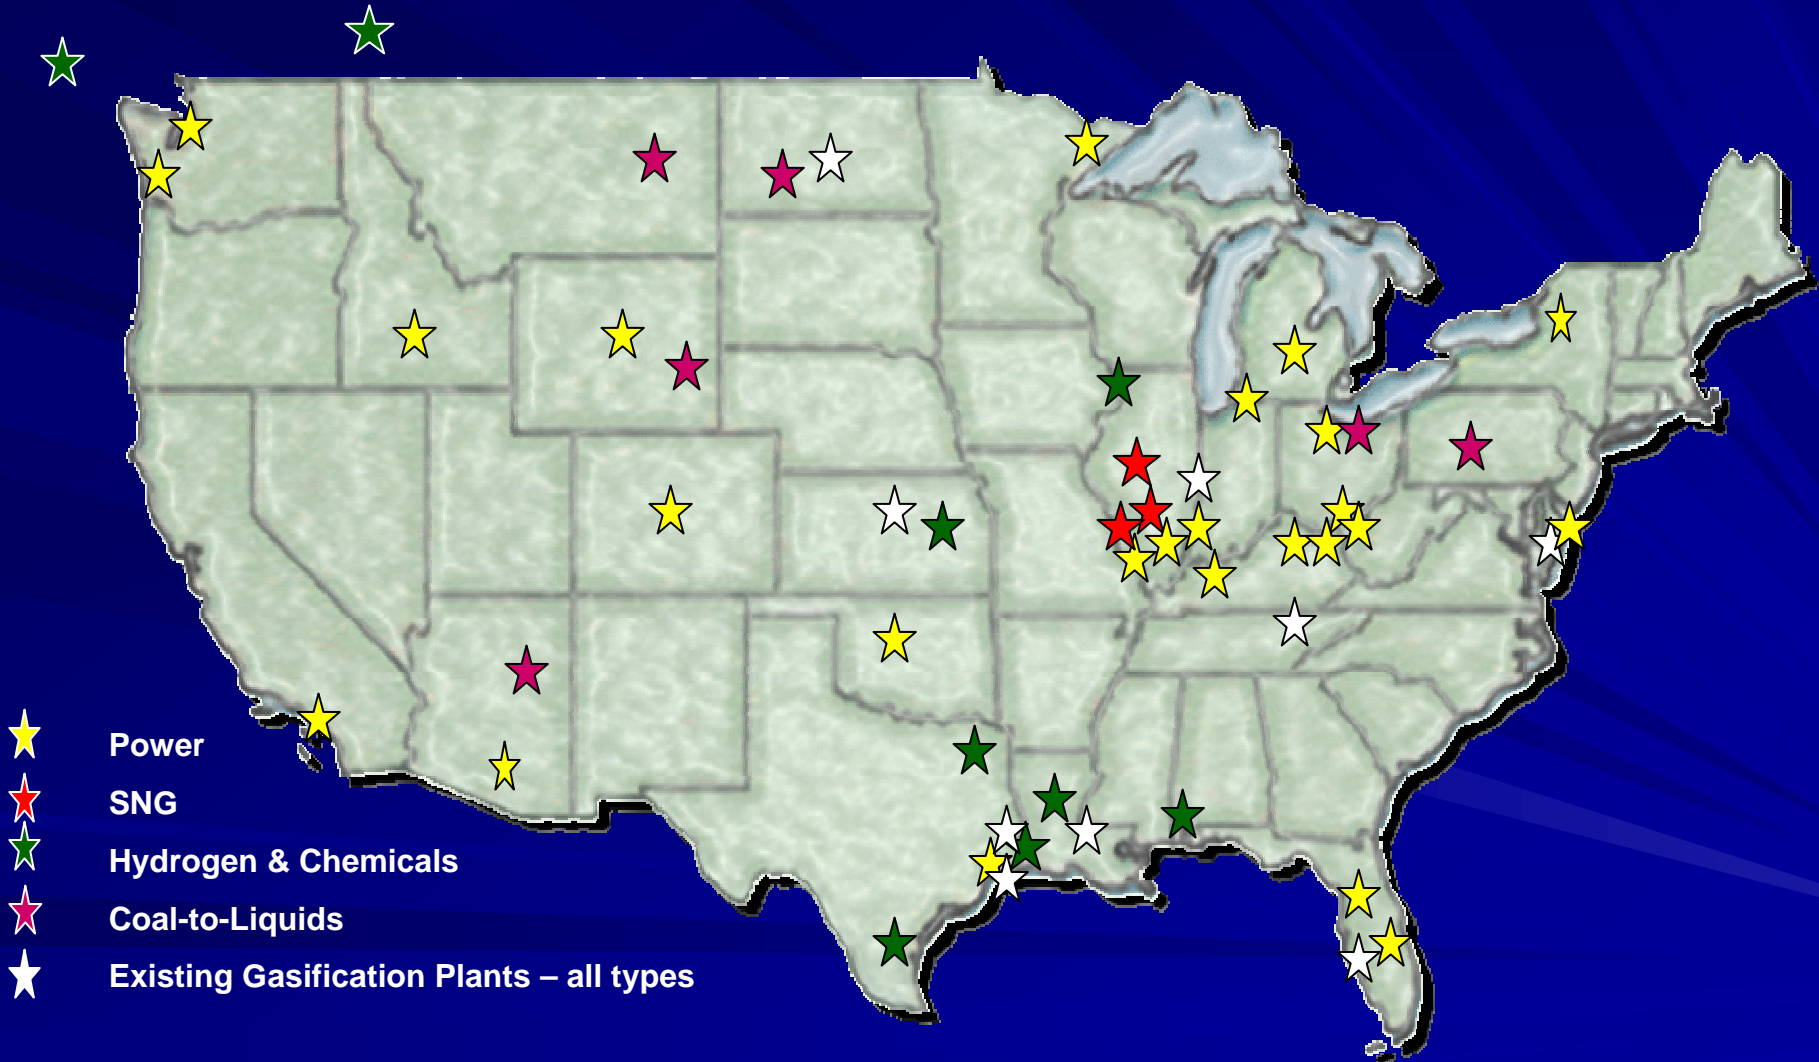 Power
SNG
Hydrogen & Chemicals
Coal-to-Liquids
Existing Gasification Plants – all types